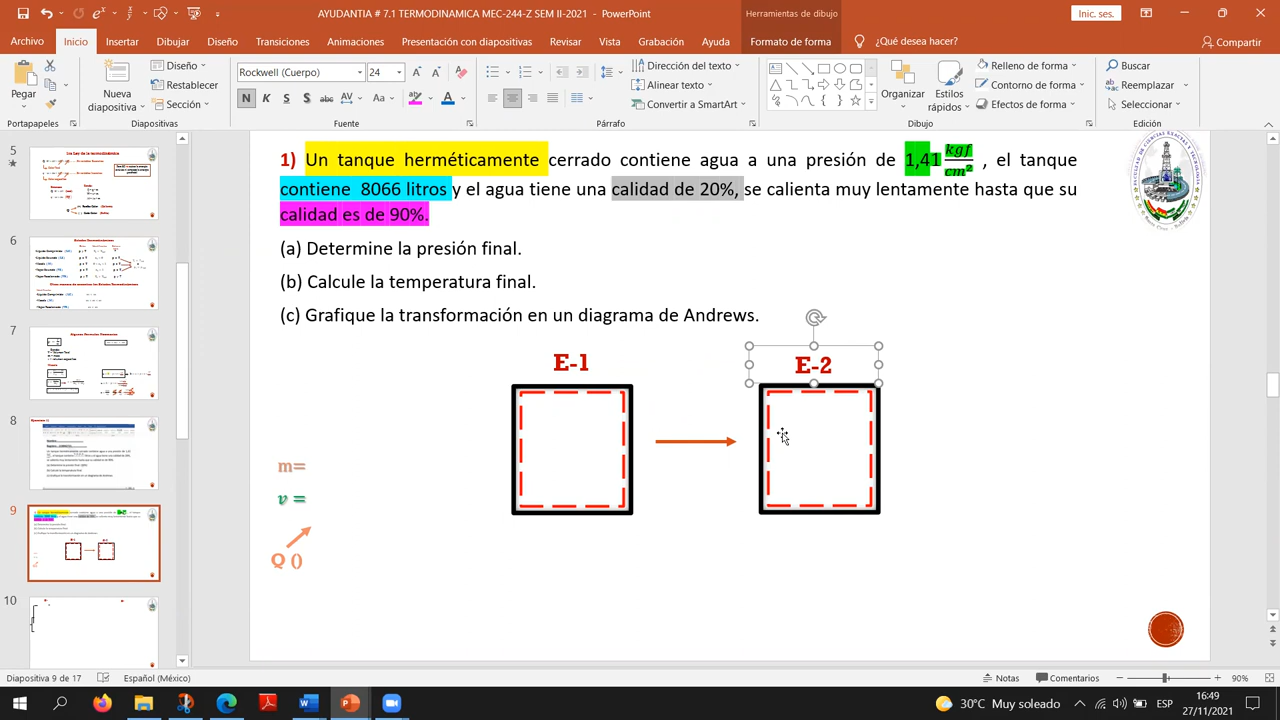 AYUDANTIA # 7.1 TERMODINAMICA MEC-244-Z SEM II-2021 - PowerPoint
Herramientas de dibujo
Inic. ses.
Archivo Inicio Insertar Dibujar Diseño Transiciones Animaciones Presentación con diapositivas Revisar Vista Grabación Ayuda Formato de forma ¿Qué desea hacer? Compartir
Pegar
Nueva diapositiva
Diseño
Restablecer
Sección
Rockwell (Cuerpo) 24
N K S S abc AV Aa A
Dirección del texto
Alinear texto
Convertir a SmartArt
Organizar
Estilos rápidos
Relleno de forma
Contorno de forma
Efectos de forma
Buscar
Reemplazar
Seleccionar
Portapapeles Diapositivas Fuente Párrafo Dibujo Edición
1) Un tanque herméticamente cerrado contiene agua a una presión de 1,41 kgf/cm², el tanque
contiene 8066 litros y el agua tiene una calidad de 20%, se calienta muy lentamente hasta que su
calidad es de 90%.
(a) Determine la presión final.
(b) Calcule la temperatura final.
(c) Grafique la transformación en un diagrama de Andrews.
E-1
E-2
m=
v =
Q ()
7
8
9
10
Diapositiva 9 de 17 Español (México) Notas Comentarios 90%
30°C Muy soleado ESP 16:49
27/11/2021